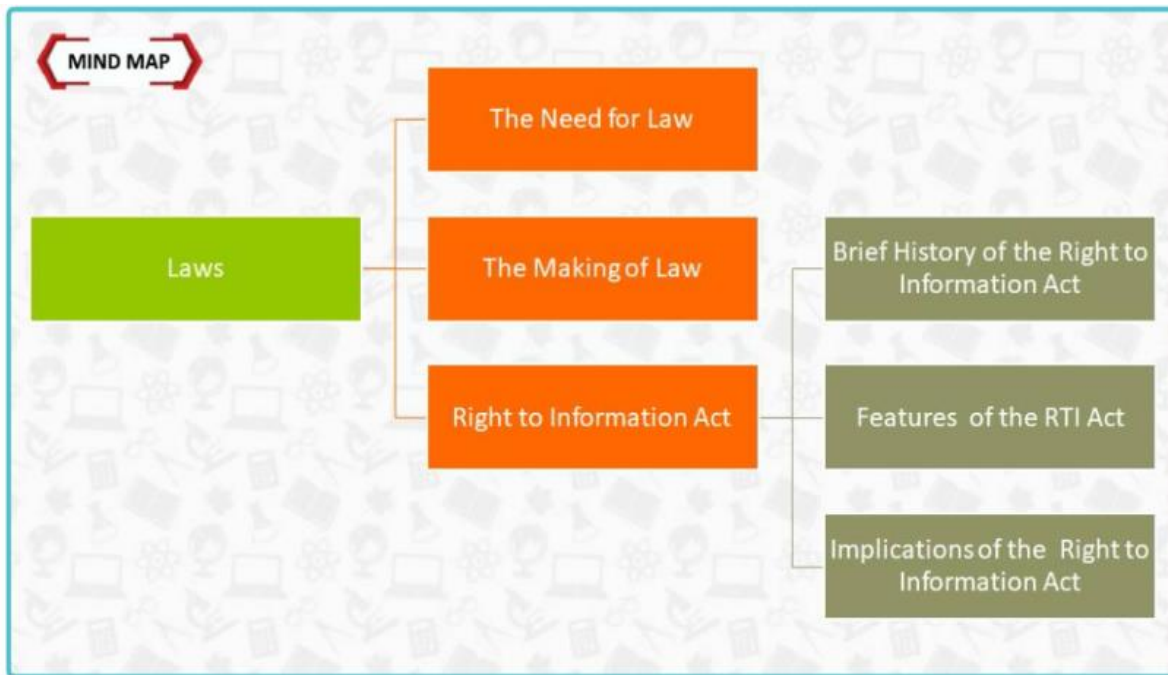 MIND MAP
The Need for Law
Laws
The Making of Law
Right to Information Act
Brief History of the Right to
Information Act
Features of the RTI Act
Implications of the Right to
Information Act